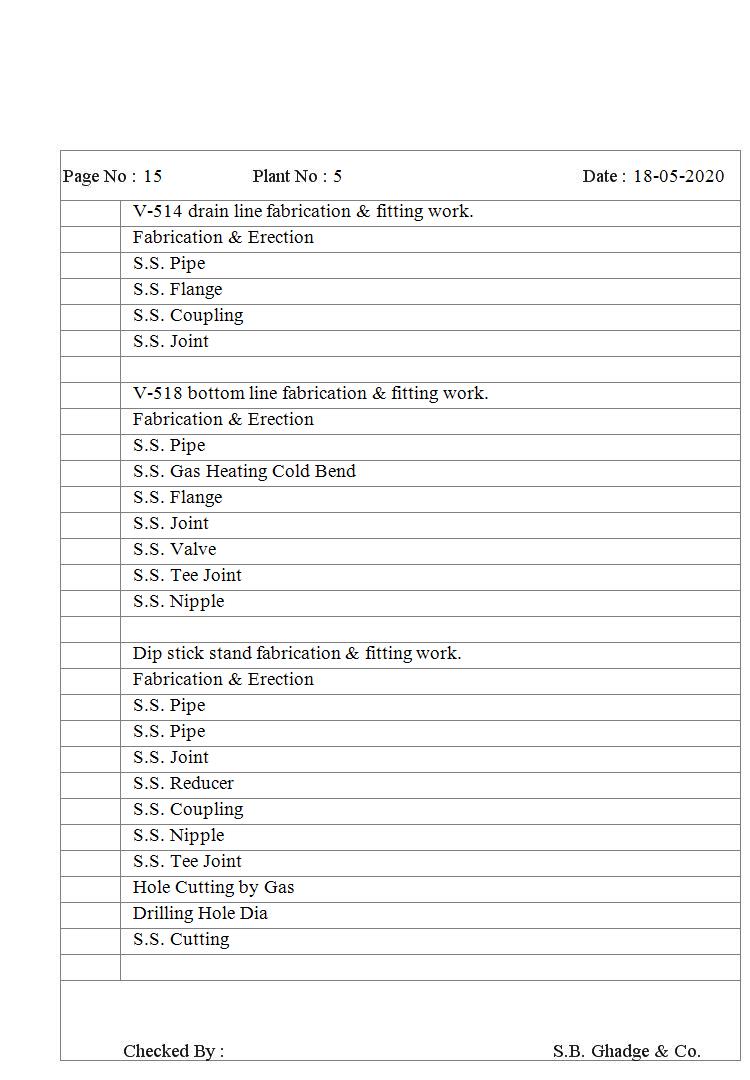 Page No : 15 Plant No : 5 Date : 18-05-2020
V-514 drain line fabrication & fitting work.
Fabrication & Erection
S.S. Pipe
S.S. Flange
S.S. Coupling
S.S. Joint
V-518 bottom line fabrication & fitting work.
Fabrication & Erection
S.S. Pipe
S.S. Gas Heating Cold Bend
S.S. Flange
S.S. Joint
S.S. Valve
S.S. Tee Joint
S.S. Nipple
Dip stick stand fabrication & fitting work.
Fabrication & Erection
S.S. Pipe
S.S. Pipe
S.S. Joint
S.S. Reducer
S.S. Coupling
S.S. Nipple
S.S. Tee Joint
Hole Cutting by Gas
Drilling Hole Dia
S.S. Cutting
Checked By : S.B. Ghadge & Co.